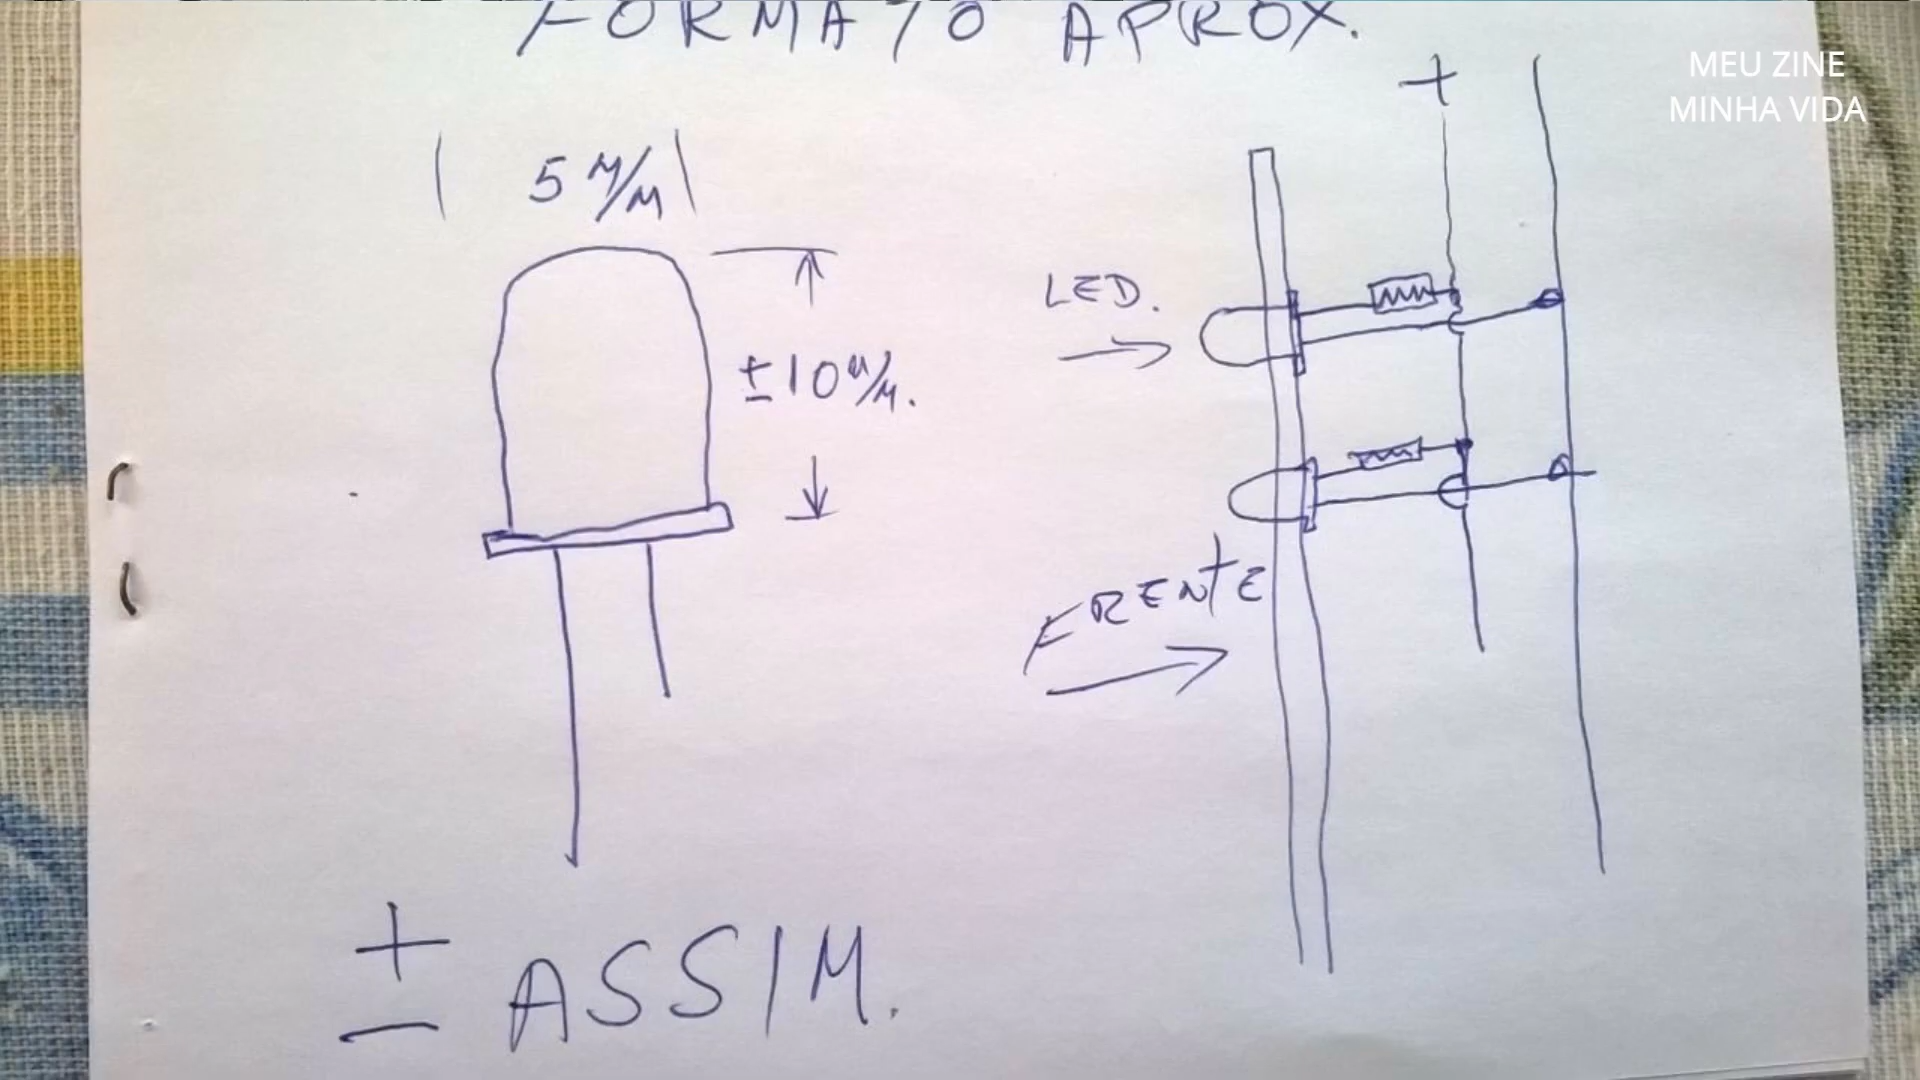 FORMATO APROX.
MEU ZINE
MINHA VIDA
+
5 M/M
LED.
± 10 M/M.
FRENTE
± ASSIM.